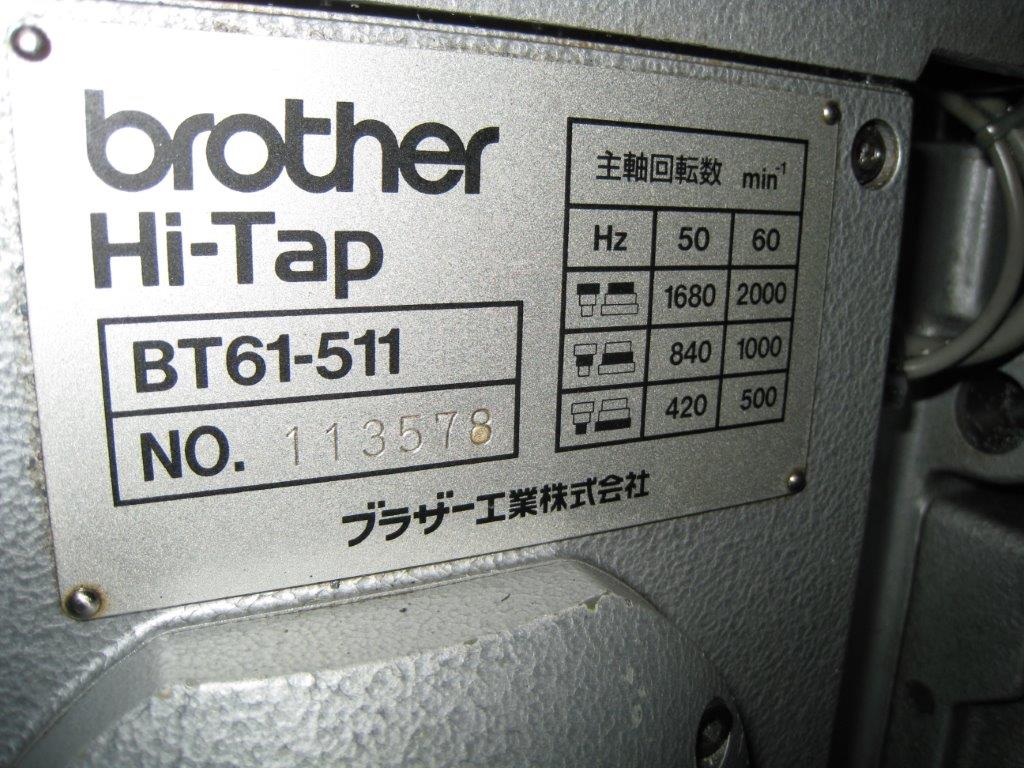 brother
Hi-Tap
BT61-511
NO. 113578
主軸回転数 min⁻¹
Hz 50 60
1680 2000
840 1000
420 500
ブラザー工業株式会社